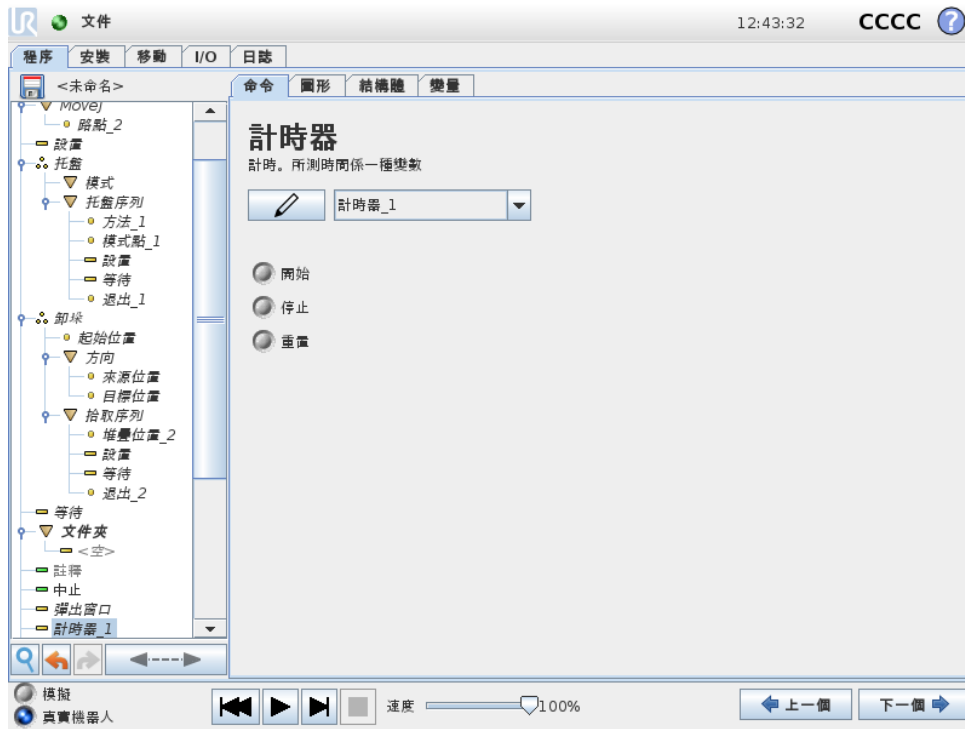 UR 文件 12:43:32 CCCC ?
程序 安裝 移動 I/O 日誌
<未命名>
命令 圖形 結構體 變量
MoveJ
路點_2
設置
托盤
模式
托盤序列
方法_1
模式點_1
設置
等待
退出_1
卸垛
起始位置
方向
來源位置
目標位置
拾取序列
堆疊位置_2
設置
等待
退出_2
等待
文件夾
<空>
註釋
中止
彈出窗口
計時器_1
計時器
計時。所測時間係一種變數
計時器_1
開始
停止
重置
模擬
真實機器人
速度 100%
上一個 下一個